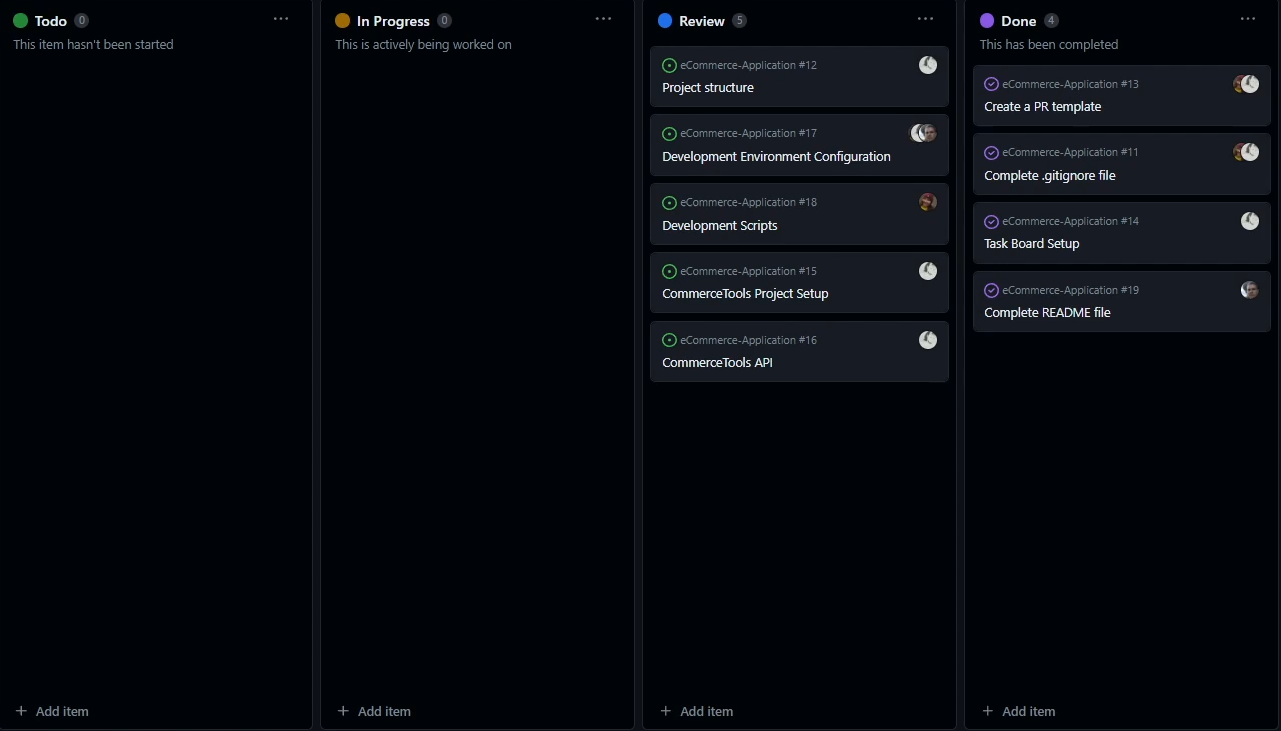 Todo 0
This item hasn't been started
Add item
In Progress 0
This is actively being worked on
Add item
Review 5
eCommerce-Application #12
Project structure
eCommerce-Application #17
Development Environment Configuration
eCommerce-Application #18
Development Scripts
eCommerce-Application #15
CommerceTools Project Setup
eCommerce-Application #16
CommerceTools API
Add item
Done 4
This has been completed
eCommerce-Application #13
Create a PR template
eCommerce-Application #11
Complete .gitignore file
eCommerce-Application #14
Task Board Setup
eCommerce-Application #19
Complete README file
Add item